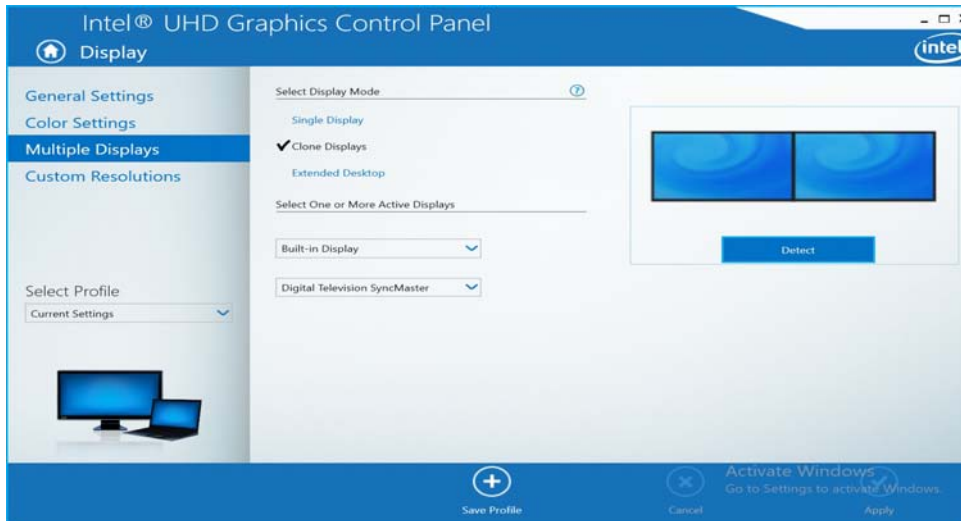 Intel® UHD Graphics Control Panel
Display
intel
General Settings
Color Settings
Multiple Displays
Custom Resolutions
Select Profile
Current Settings
Select Display Mode
Single Display
Clone Displays
Extended Desktop
Select One or More Active Displays
Built-in Display
Digital Television SyncMaster
Detect
Save Profile
Cancel
Apply
Activate Windows
Go to Settings to activate Windows.